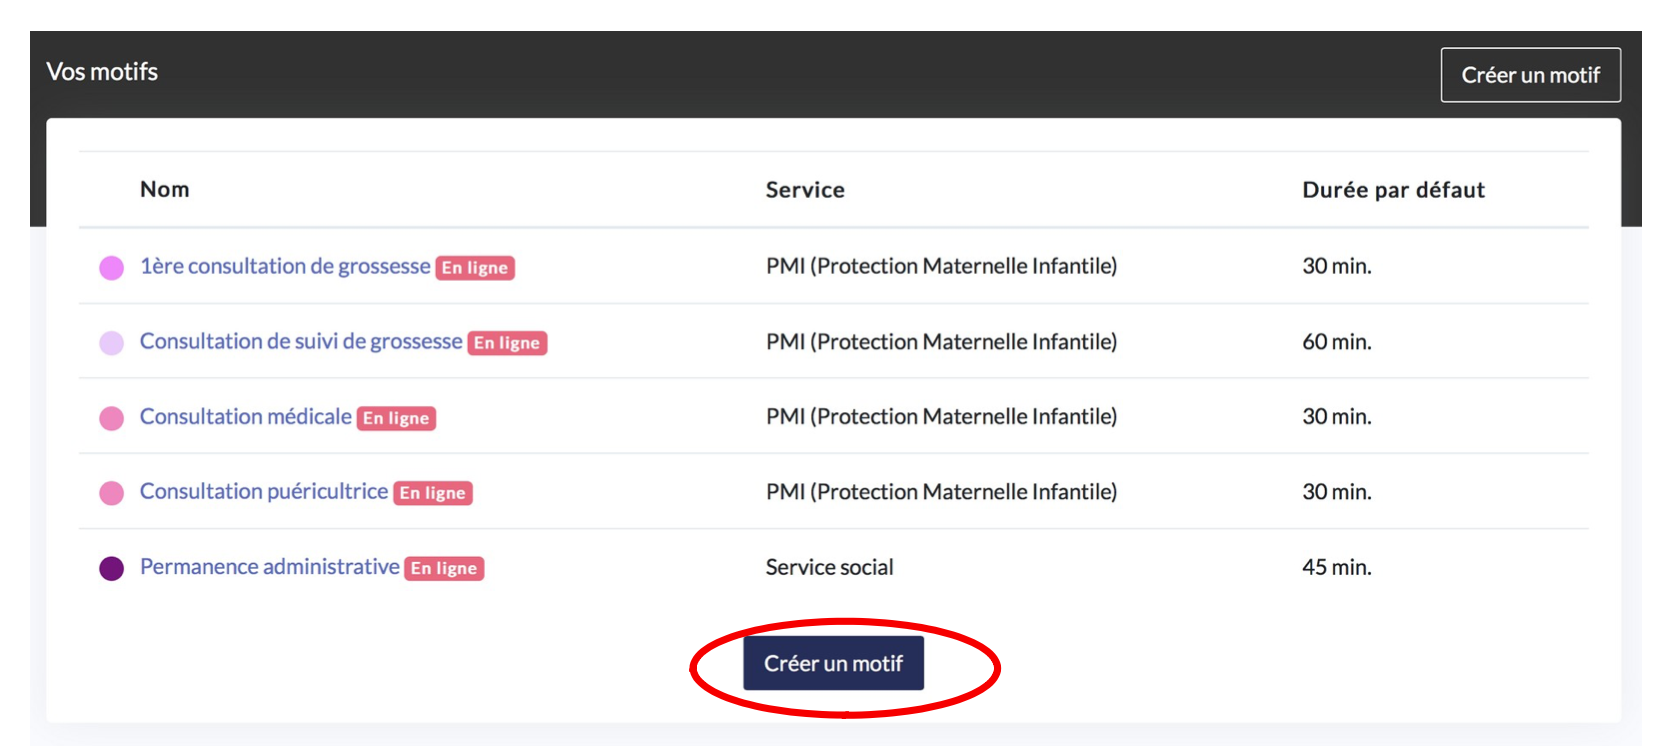 Vos motifs
Créer un motif
Nom Service Durée par défaut
1ère consultation de grossesse En ligne PMI (Protection Maternelle Infantile) 30 min.
Consultation de suivi de grossesse En ligne PMI (Protection Maternelle Infantile) 60 min.
Consultation médicale En ligne PMI (Protection Maternelle Infantile) 30 min.
Consultation puéricultrice En ligne PMI (Protection Maternelle Infantile) 30 min.
Permanence administrative En ligne Service social 45 min.
Créer un motif